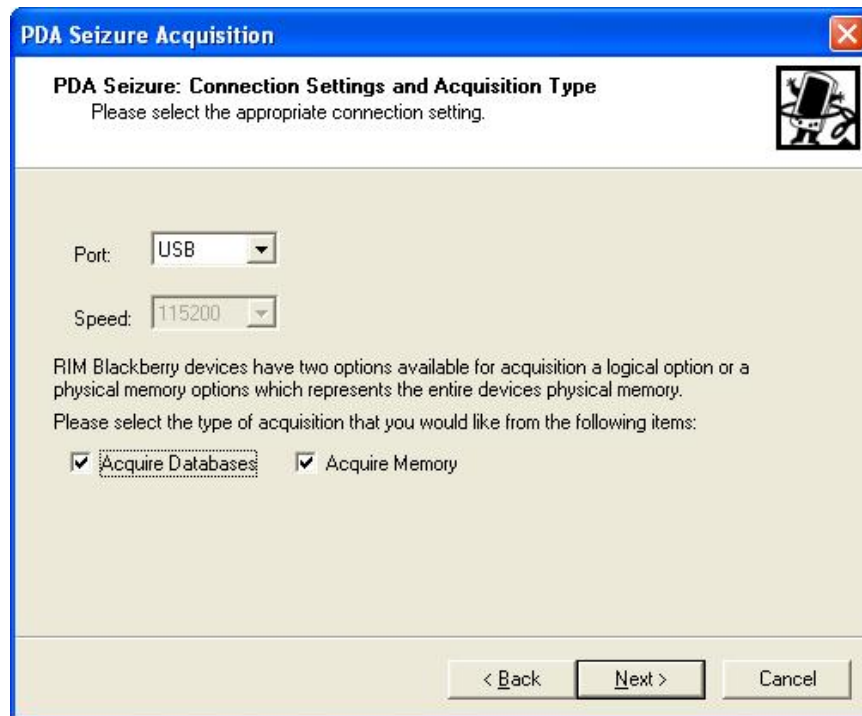 PDA Seizure Acquisition
PDA Seizure: Connection Settings and Acquisition Type
Please select the appropriate connection setting.
Port: USB
Speed: 115200
RIM Blackberry devices have two options available for acquisition a logical option or a
physical memory options which represents the entire devices physical memory.
Please select the type of acquisition that you would like from the following items:
Acquire Databases Acquire Memory
< Back Next > Cancel